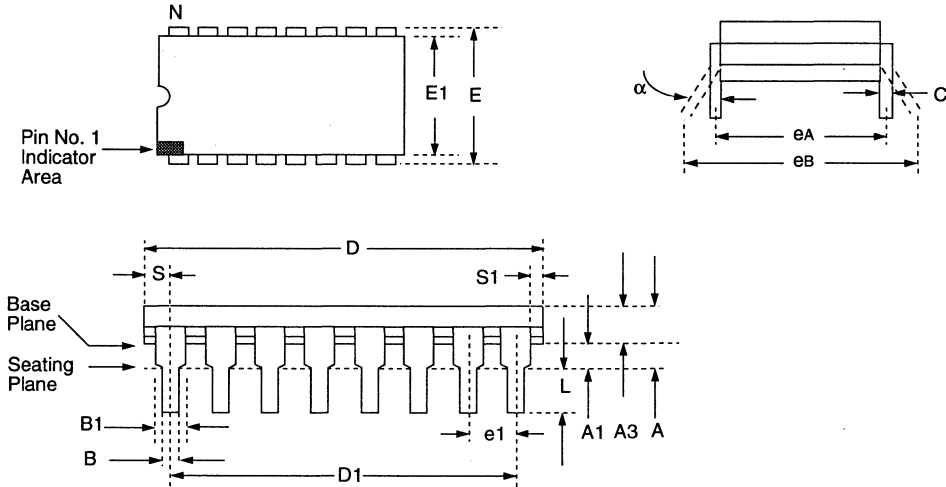 N
E1
E
Pin No. 1
Indicator
Area
α
C
eA
eB
D
S
S1
Base
Plane
Seating
Plane
L
B1
e1
A1
A3
A
B
D1